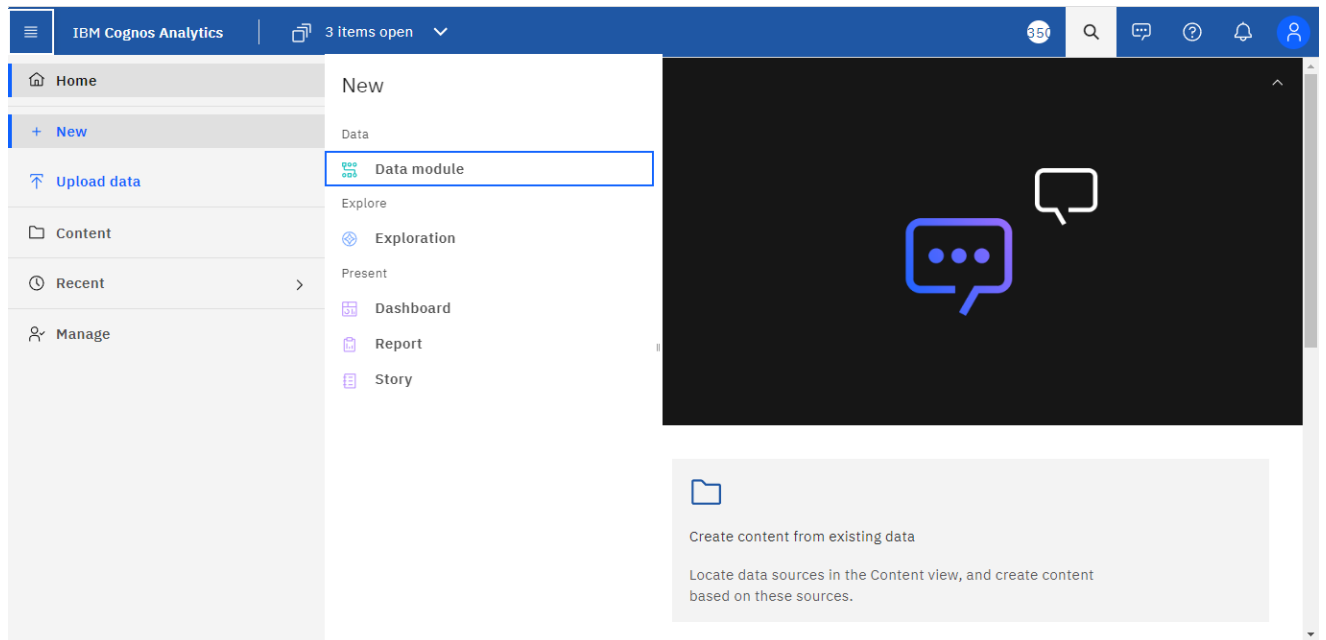 IBM Cognos Analytics
3 items open
350
Home
New
Upload data
Content
Recent
Manage
New
Data
Data module
Explore
Exploration
Present
Dashboard
Report
Story
Create content from existing data
Locate data sources in the Content view, and create content
based on these sources.